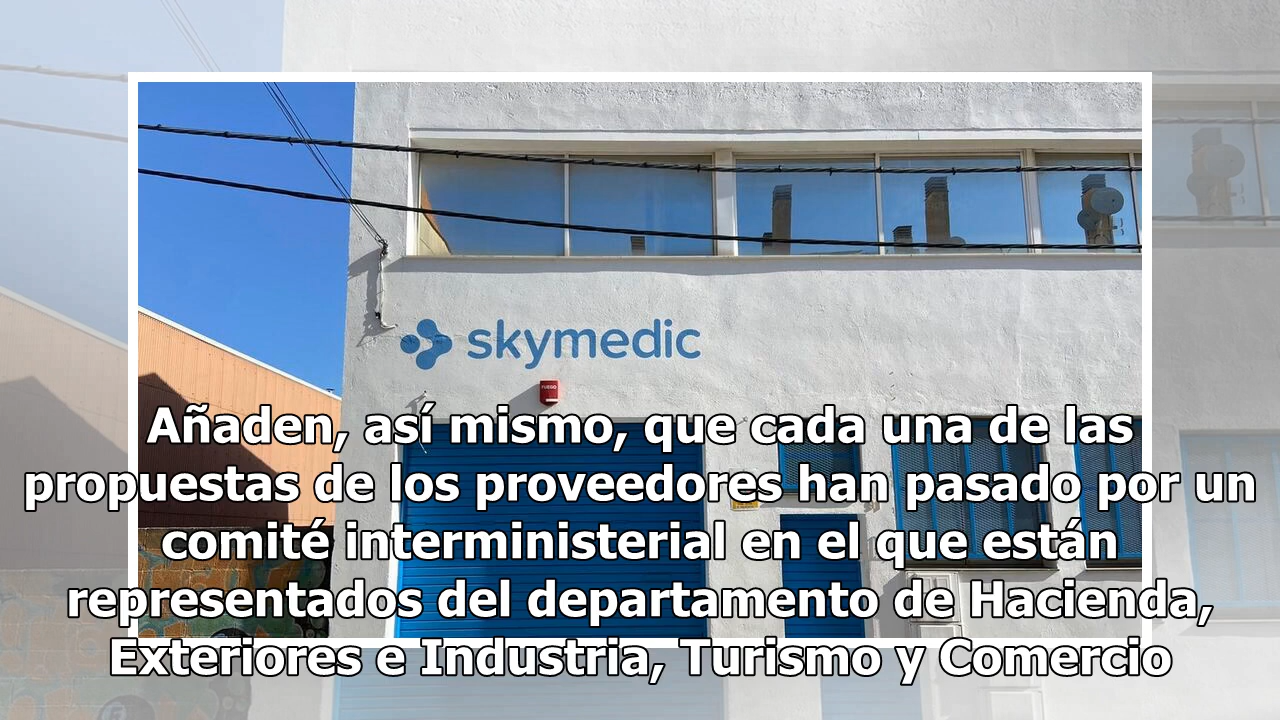 skymedic
FUEGO
Añaden, así mismo, que cada una de las
propuestas de los proveedores han pasado por un
comité interministerial en el que están
representados del departamento de Hacienda,
Exteriores e Industria, Turismo y Comercio